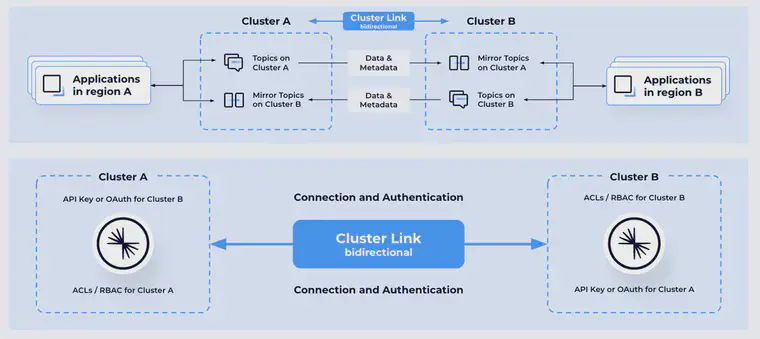 Cluster A
Cluster Link
bidirectional
Cluster B
Applications
in region A
Topics on
Cluster A
Data &
Metadata
Mirror Topics
on Cluster A
Mirror Topics
on Cluster B
Data &
Metadata
Topics on
Cluster B
Applications
in region B
Cluster A
API Key or OAuth for Cluster B
ACLs / RBAC for Cluster A
Connection and Authentication
Cluster Link
bidirectional
Connection and Authentication
Cluster B
ACLs / RBAC for Cluster B
API Key or OAuth for Cluster A